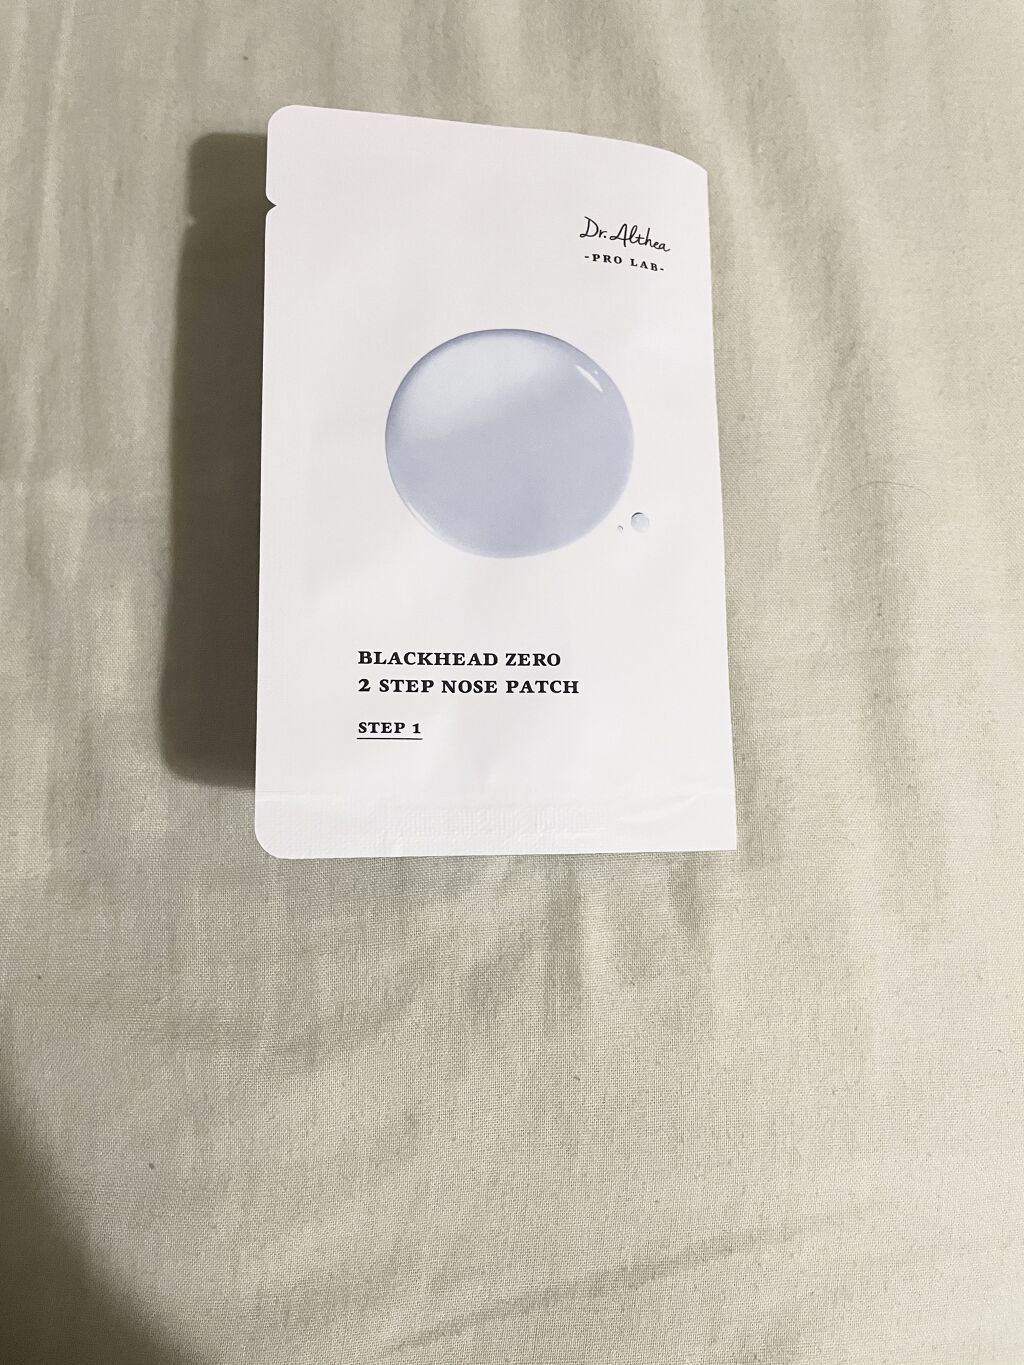 Dr. Althea
-PRO LAB-
BLACKHEAD ZERO
2 STEP NOSE PATCH
STEP 1